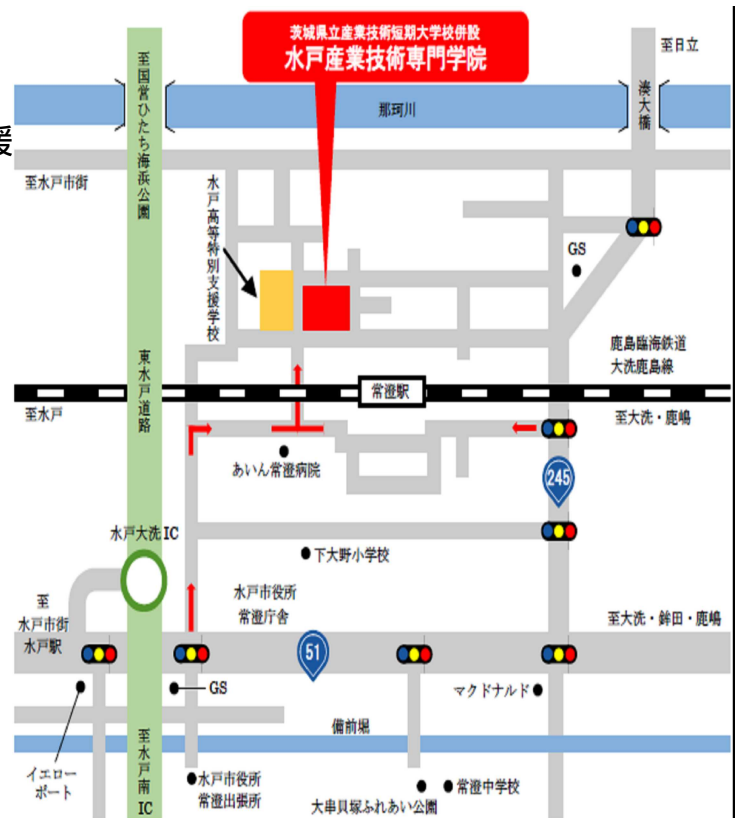 茨城県立産業技術短期大学校併設
水戸産業技術専門学院
至日立
至国営ひたち海浜公園
那珂川
湊大橋
援
至水戸市街
水戸高等特別支援学校
GS
鹿島臨海鉄道
大洗鹿島線
東水戸道路
常澄駅
至水戸
至大洗・鹿嶋
あいん常澄病院
245
水戸大洗IC
下大野小学校
水戸市役所
常澄庁舎
至
水戸市街
水戸駅
至大洗・鉾田・鹿嶋
51
GS
マクドナルド
備前堀
イエロー
ポート
至水戸南IC
水戸市役所
常澄出張所
常澄中学校
大串貝塚ふれあい公園